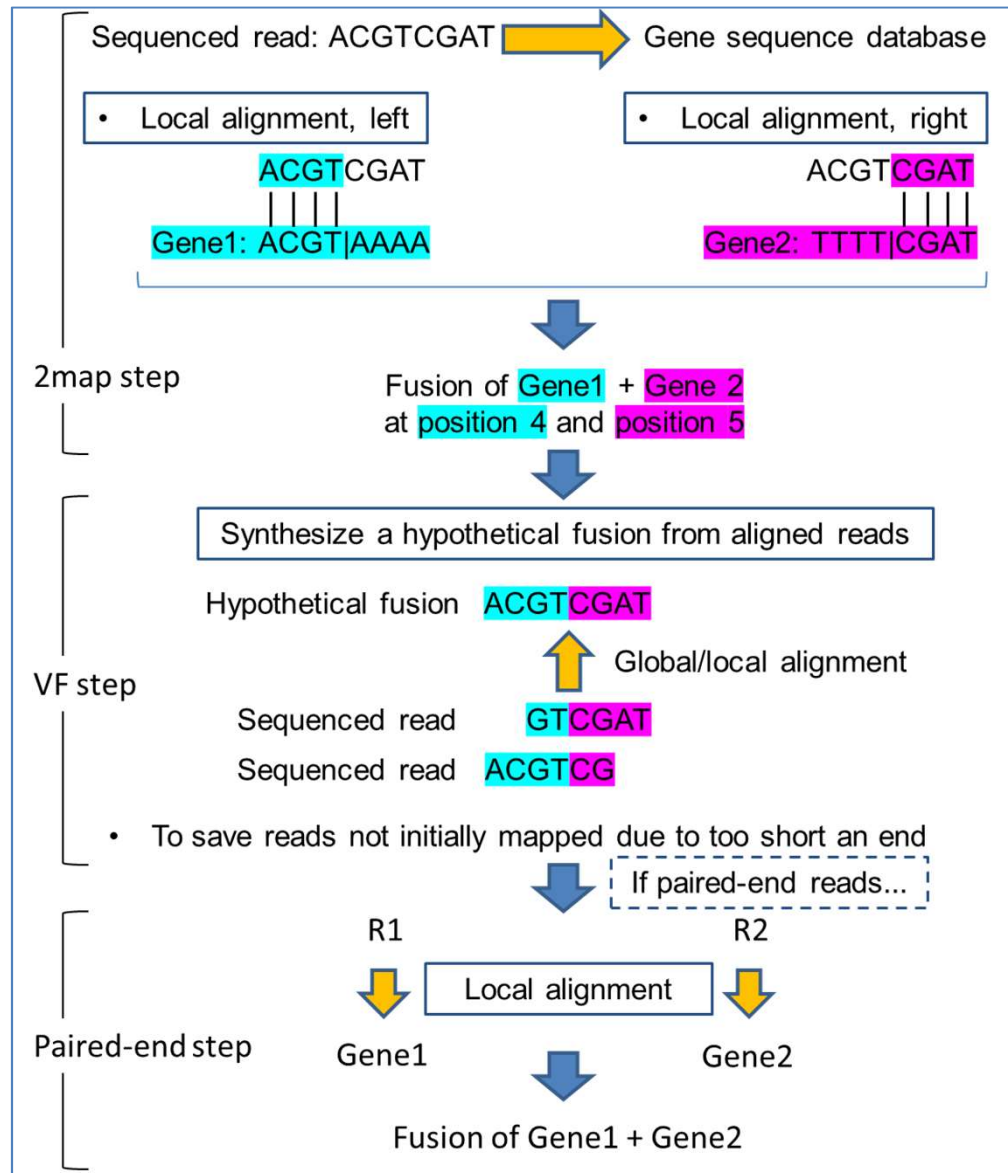 Sequenced read: ACGTCGAT
Gene sequence database
• Local alignment, left
• Local alignment, right
ACGTCGAT
ACGTCGAT
Gene1: ACGT|AAAA
Gene2: TTTT|CGAT
2map step
Fusion of Gene1 + Gene 2
at position 4 and position 5
Synthesize a hypothetical fusion from aligned reads
Hypothetical fusion ACGTCGAT
Global/local alignment
VF step
Sequenced read GTCGAT
Sequenced read ACGTCG
• To save reads not initially mapped due to too short an end
If paired-end reads...
R1
R2
Local alignment
Paired-end step
Gene1
Gene2
Fusion of Gene1 + Gene2